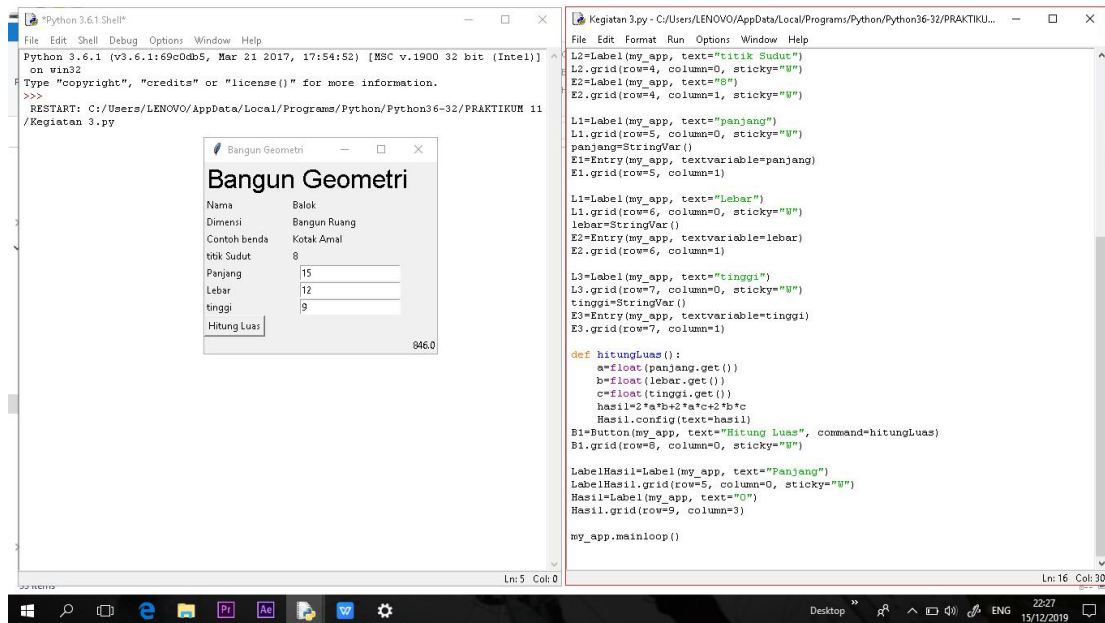 *Python 3.6.1 Shell*
File Edit Shell Debug Options Window Help
Python 3.6.1 (v3.6.1:69c0db5, Mar 21 2017, 17:54:52) [MSC v.1900 32 bit (Intel)]
on win32
Type "copyright", "credits" or "license()" for more information.
>>>
RESTART: C:/Users/LENOVO/AppData/Local/Programs/Python/Python36-32/PRAKTIKUM 11
/Kegiatan 3.py
Bangun Geometri
Bangun Geometri
Nama Balok
Dimensi Bangun Ruang
Contoh benda Kotak Amal
titik Sudut 8
Panjang 15
Lebar 12
tinggi 9
Hitung Luas
846.0
Ln: 5 Col: 0
Kegiatan 3.py - C:/Users/LENOVO/AppData/Local/Programs/Python/Python36-32/PRAKTIKU...
File Edit Format Run Options Window Help
L2=Label(my_app, text="titik Sudut")
L2.grid(row=4, column=0, sticky="W")
E2=Label(my_app, text="8")
E2.grid(row=4, column=1, sticky="W")
L1=Label(my_app, text="panjang")
L1.grid(row=5, column=0, sticky="W")
panjang=StringVar()
E1=Entry(my_app, textvariable=panjang)
E1.grid(row=5, column=1)
L1=Label(my_app, text="Lebar")
L1.grid(row=6, column=0, sticky="W")
lebar=StringVar()
E2=Entry(my_app, textvariable=lebar)
E2.grid(row=6, column=1)
L3=Label(my_app, text="tinggi")
L3.grid(row=7, column=0, sticky="W")
tinggi=StringVar()
E3=Entry(my_app, textvariable=tinggi)
E3.grid(row=7, column=1)
def hitungLuas():
    a=float(panjang.get())
    b=float(lebar.get())
    c=float(tinggi.get())
    hasil=2*a*b+2*a*c+2*b*c
    Hasil.config(text=hasil)
B1=Button(my_app, text="Hitung Luas", command=hitungLuas)
B1.grid(row=8, column=0, sticky="W")
LabelHasil=Label(my_app, text="Panjang")
LabelHasil.grid(row=5, column=0, sticky="W")
Hasil=Label(my_app, text="0")
Hasil.grid(row=9, column=3)
my_app.mainloop()
Ln: 16 Col: 30
Pr Ae Desktop ENG 22:27
15/12/2019